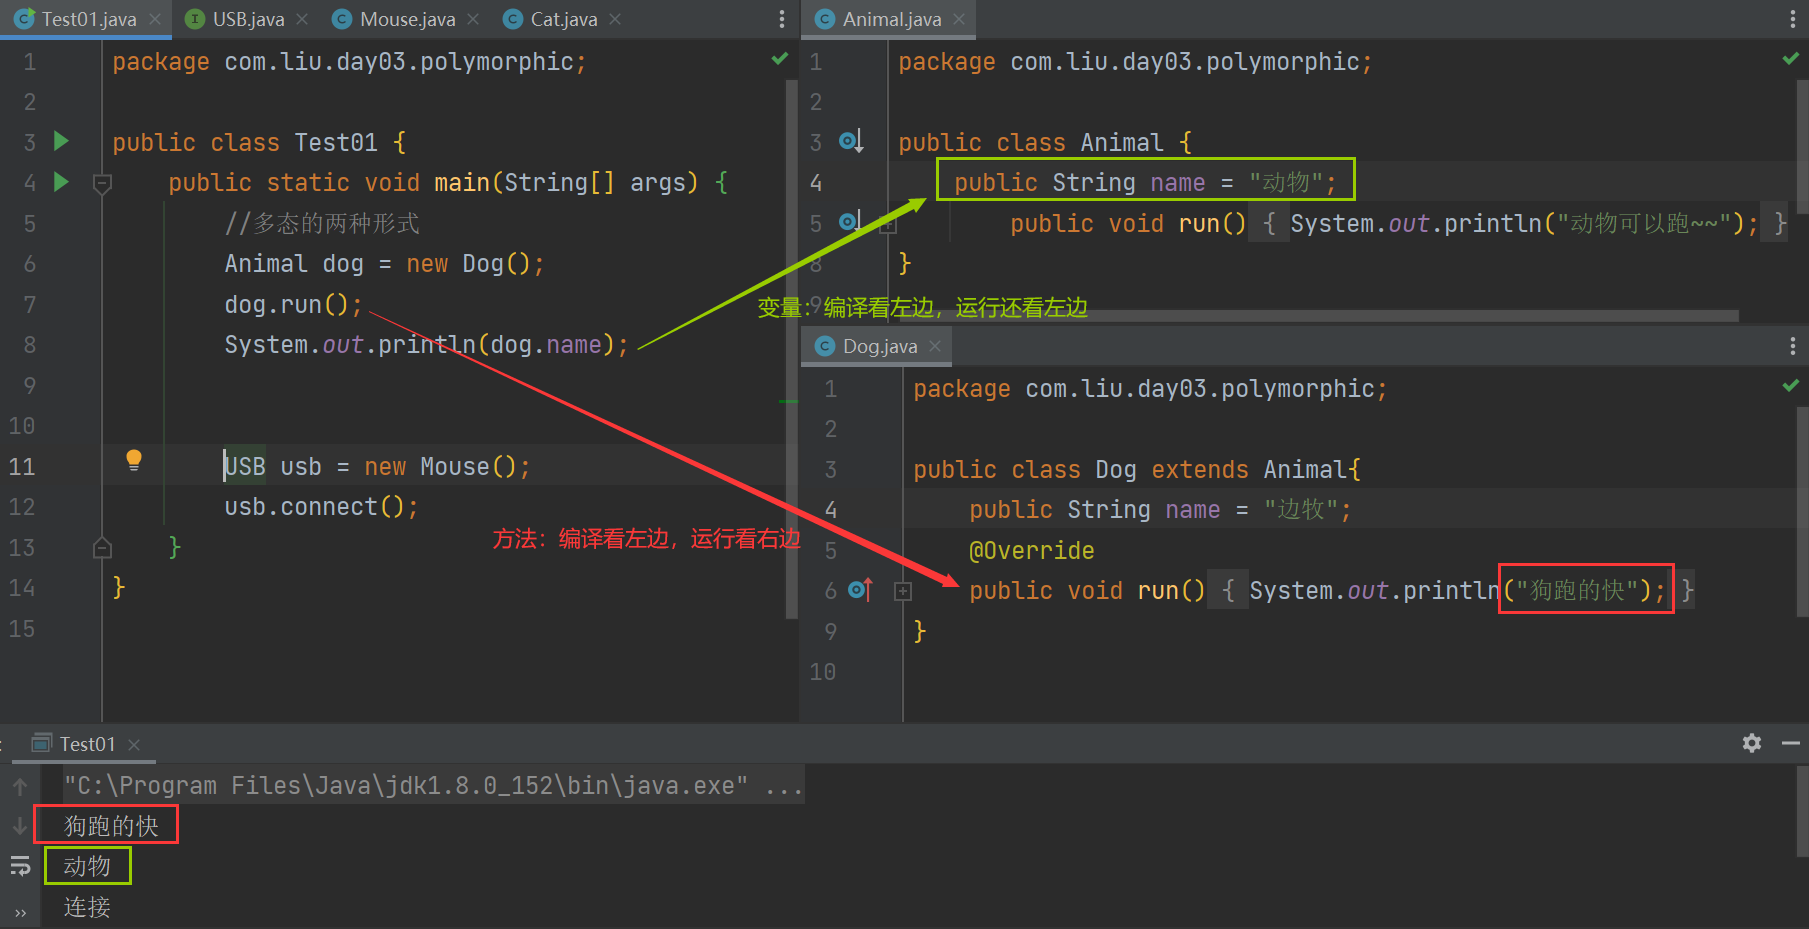 Test01.java
USB.java
Mouse.java
Cat.java
1 package com.liu.day03.polymorphic;
2
3 public class Test01 {
4 public static void main(String[] args) {
5 //多态的两种形式
6 Animal dog = new Dog();
7 dog.run();
8 System.out.println(dog.name);
9
10
11 USB usb = new Mouse();
12 usb.connect();
13 }
14 }
15
方法：编译看左边，运行看右边
Animal.java
1 package com.liu.day03.polymorphic;
2
3 public class Animal {
4 public String name = "动物";
5 public void run() { System.out.println("动物可以跑~~"); }
8 }
9
变量：编译看左边，运行还看左边
Dog.java
1 package com.liu.day03.polymorphic;
2
3 public class Dog extends Animal{
4 public String name = "边牧";
5 @Override
6 public void run() { System.out.println("狗跑的快"); }
9 }
10
: Test01
"C:\Program Files\Java\jdk1.8.0_152\bin\java.exe" ...
狗跑的快
动物
连接